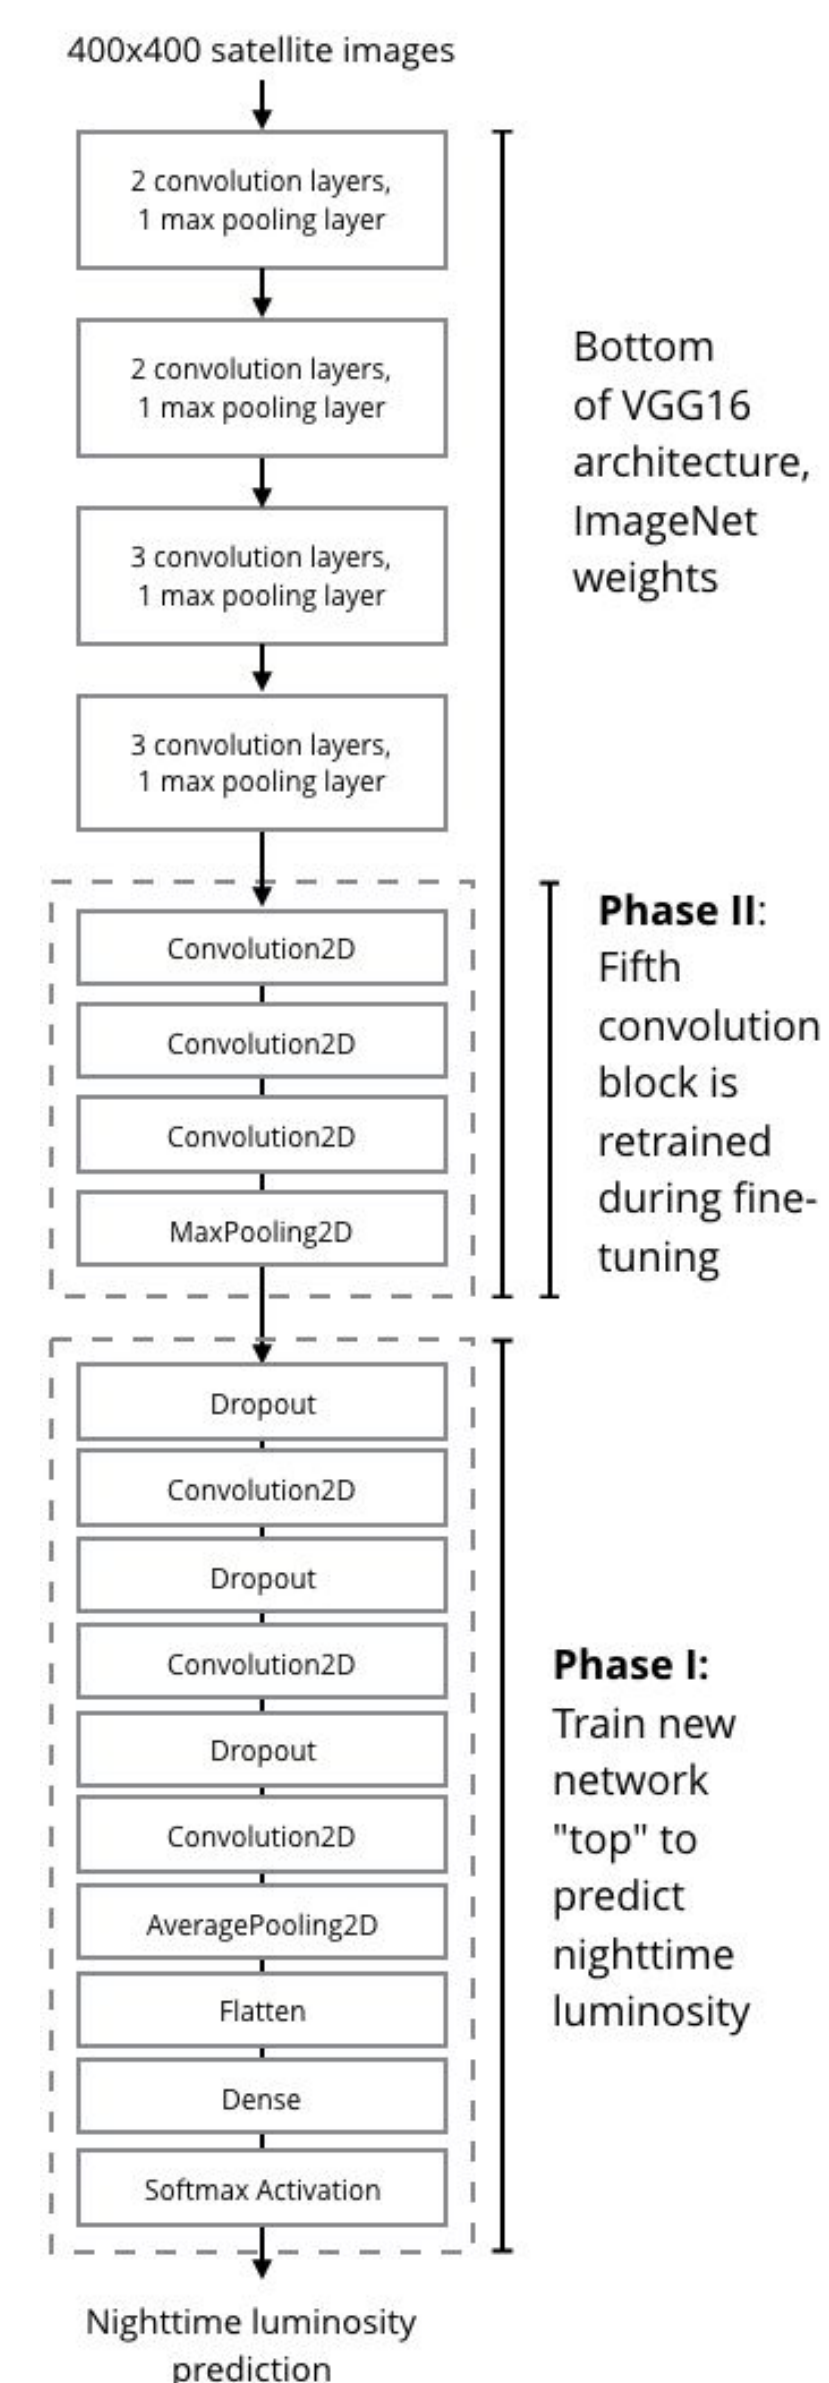 400x400 satellite images
2 convolution layers,
1 max pooling layer
2 convolution layers,
1 max pooling layer
3 convolution layers,
1 max pooling layer
3 convolution layers,
1 max pooling layer
Bottom
of VGG16
architecture,
ImageNet
weights
Convolution2D
Convolution2D
Convolution2D
MaxPooling2D
Phase II:
Fifth
convolution
block is
retrained
during fine-
tuning
Dropout
Convolution2D
Dropout
Convolution2D
Dropout
Convolution2D
AveragePooling2D
Flatten
Dense
Softmax Activation
Phase I:
Train new
network
"top" to
predict
nighttime
luminosity
Nighttime luminosity
prediction